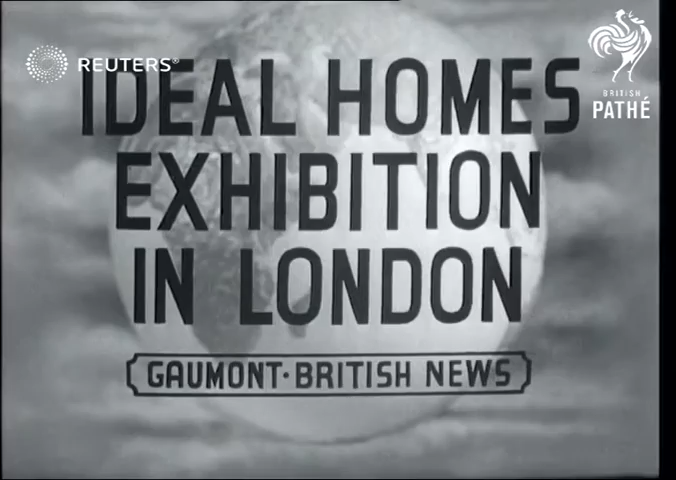 REUTERS®
BRITISH
PATHÉ
IDEAL HOMES
EXHIBITION
IN LONDON
GAUMONT·BRITISH NEWS